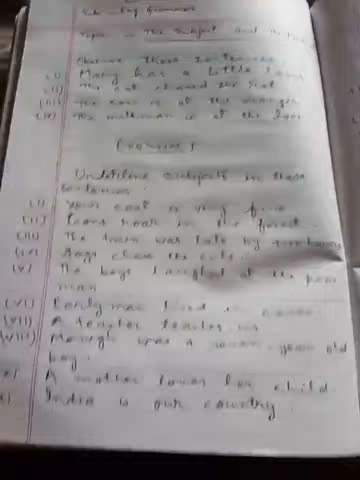 Sub - Eng Grammar
Topic - The Subject and
these sentences
(i) Mary has a little lamb
(ii) The cat chased the rat
(iii) The cow is at the manger
(iv) The milkman is at the door
Exercise
Underline subjects in these
sentences.
(i) Your coat is very fine
(ii) Lions roar in the forest.
(iii) The train was late by
(iv) Dogs chase the cats.
(v) The boys laughed at the poor
man
(vi) Early man lived in caves
(vii) A teacher teaches us
(viii) Mowgli was a seven year old
boy.
A mother loves her child.
India is our country.